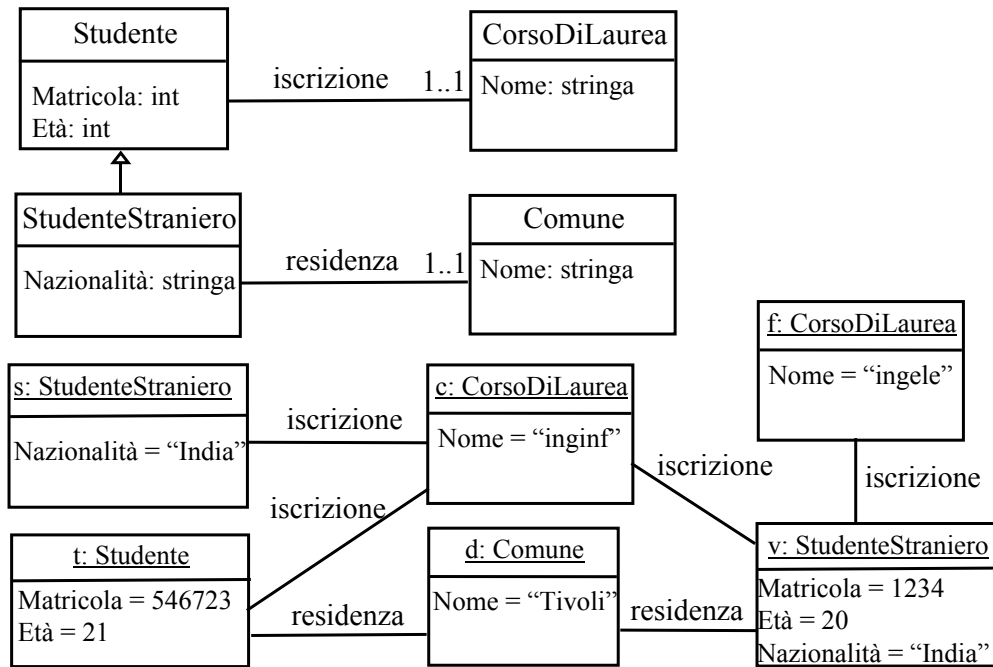 Studente
Matricola: int
Età: int
iscrizione
1..1
CorsoDiLaurea
Nome: stringa
StudenteStraniero
Nazionalità: stringa
residenza
1..1
Comune
Nome: stringa
f: CorsoDiLaurea
Nome = “ingele”
s: StudenteStraniero
Nazionalità = “India”
iscrizione
c: CorsoDiLaurea
Nome = “inginf”
iscrizione
iscrizione
iscrizione
t: Studente
Matricola = 546723
Età = 21
residenza
d: Comune
Nome = “Tivoli”
residenza
v: StudenteStraniero
Matricola = 1234
Età = 20
Nazionalità = “India”